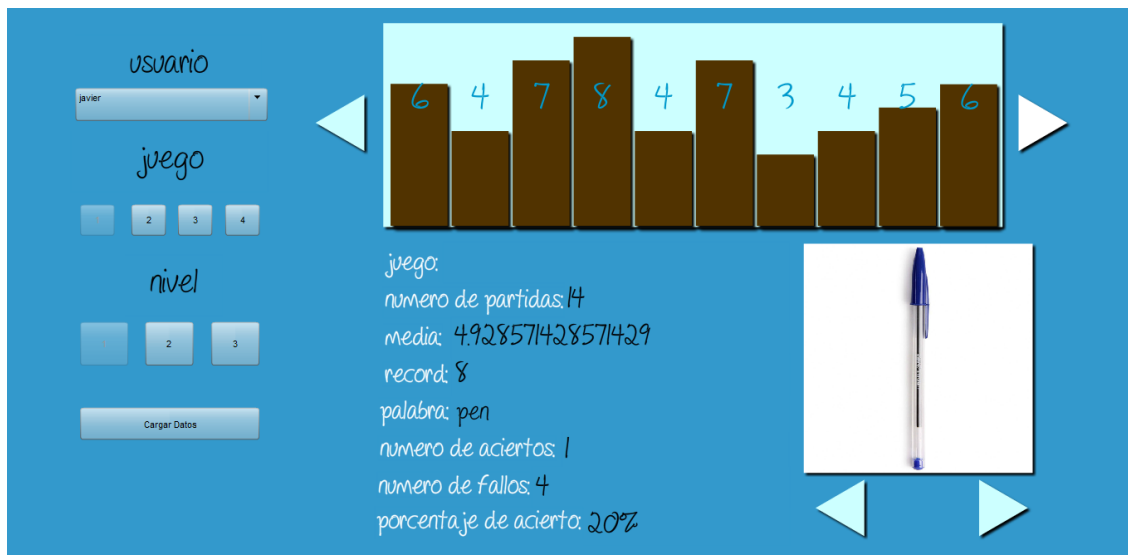 usuario
javier
juego
2 3 4
nivel
2 3
Cargar Datos
6 4 7 8 4 7 3 4 5 6
juego:
numero de partidas: 14
media: 4.928571428571429
record: 8
palabra: pen
numero de aciertos: 1
numero de fallos: 4
porcentaje de acierto: 20%